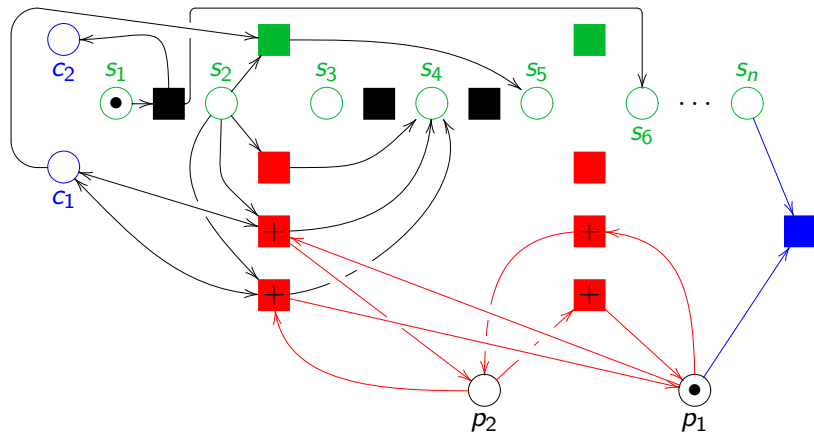 c₂
s₁
s₂
s₃
s₄
s₅
s₆
· · ·
sₙ
c₁
+
+
+
+
p₂
p₁